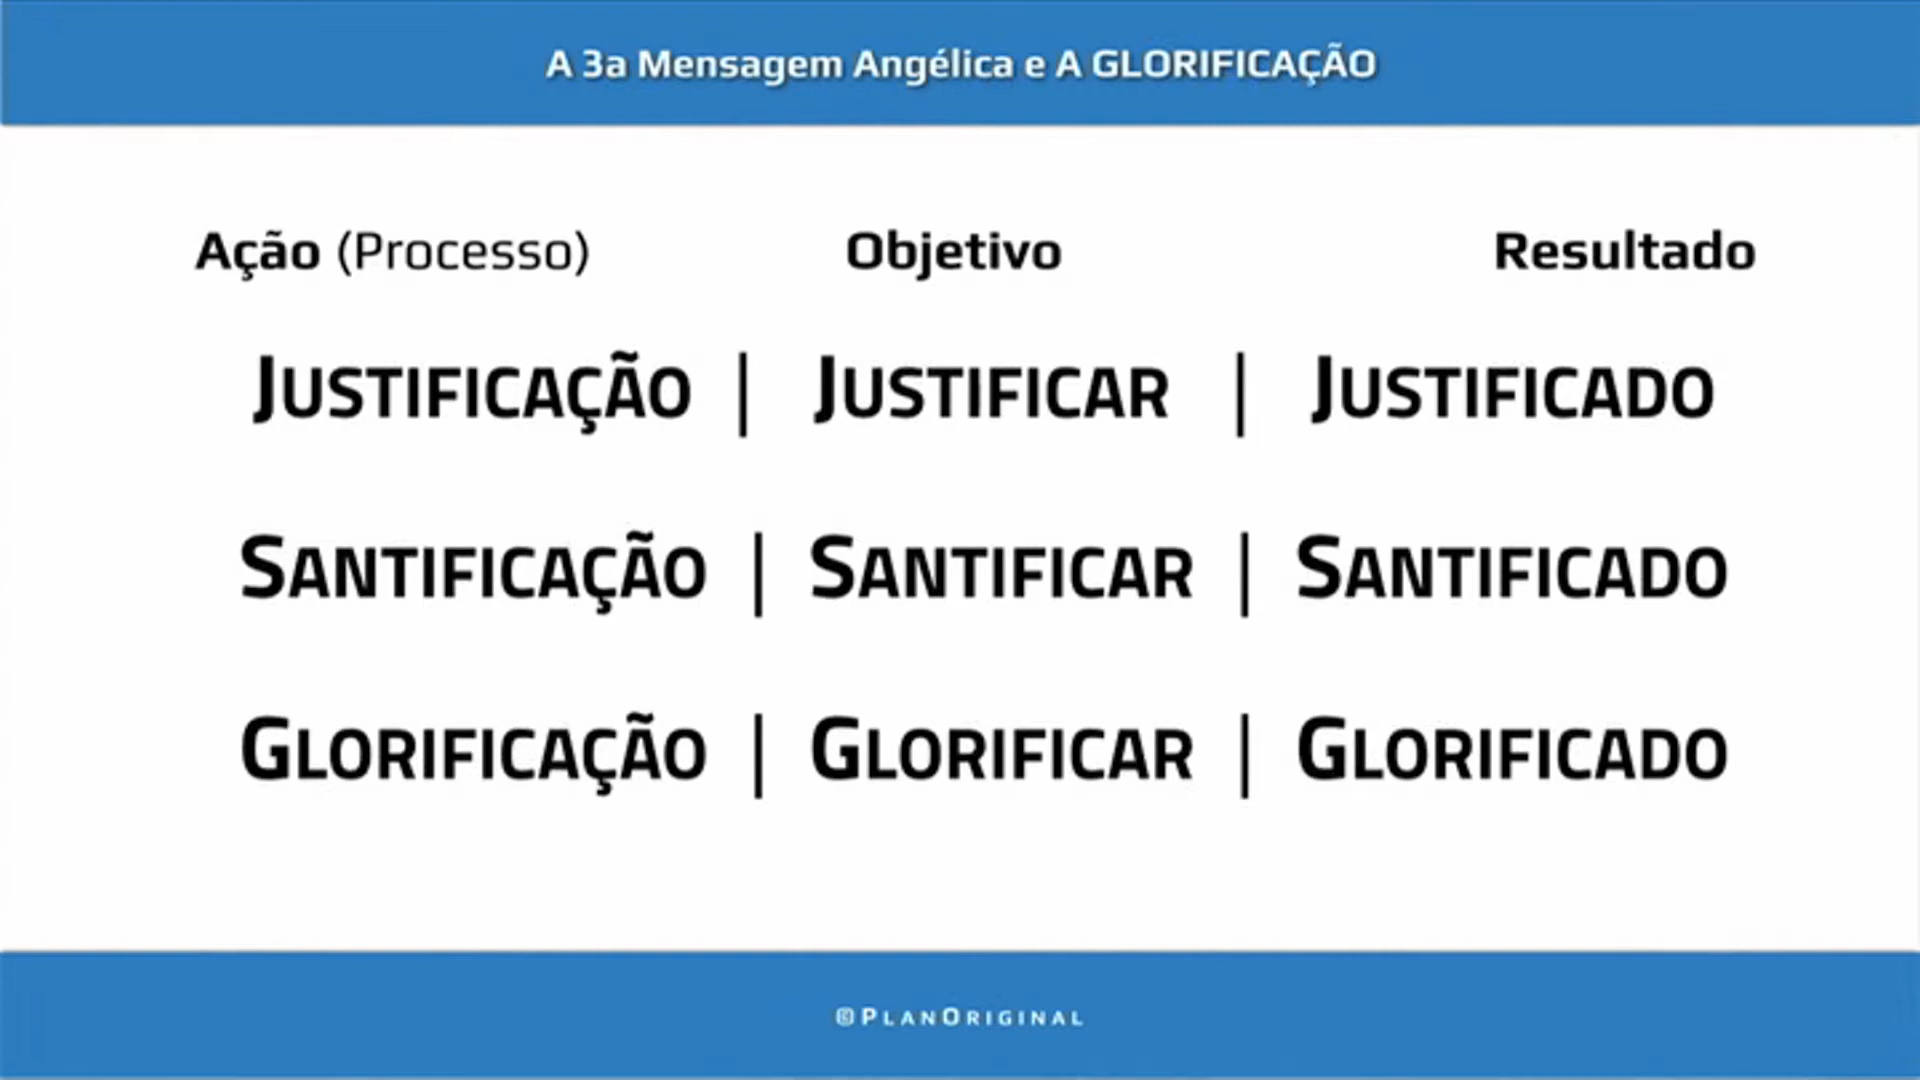 A 3a Mensagem Angélica e A GLORIFICAÇÃO
Ação (Processo) Objetivo Resultado
JUSTIFICAÇÃO | JUSTIFICAR | JUSTIFICADO
SANTIFICAÇÃO | SANTIFICAR | SANTIFICADO
GLORIFICAÇÃO | GLORIFICAR | GLORIFICADO
©PLANORIGINAL